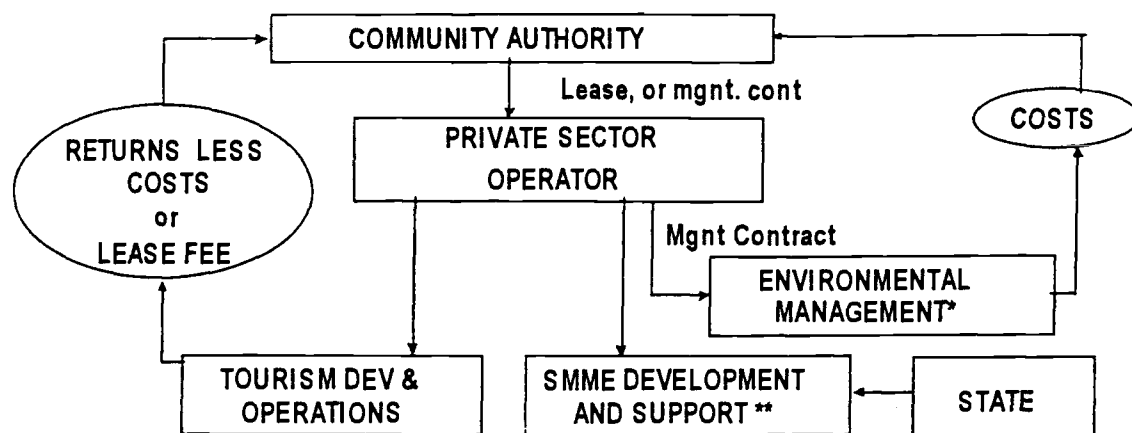 COMMUNITY AUTHORITY
Lease, or mgnt. cont
COSTS
PRIVATE SECTOR
OPERATOR
RETURNS LESS
COSTS
or
LEASE FEE
Mgnt Contract
ENVIRONMENTAL
MANAGEMENT*
TOURISM DEV &
OPERATIONS
SMME DEVELOPMENT
AND SUPPORT **
STATE